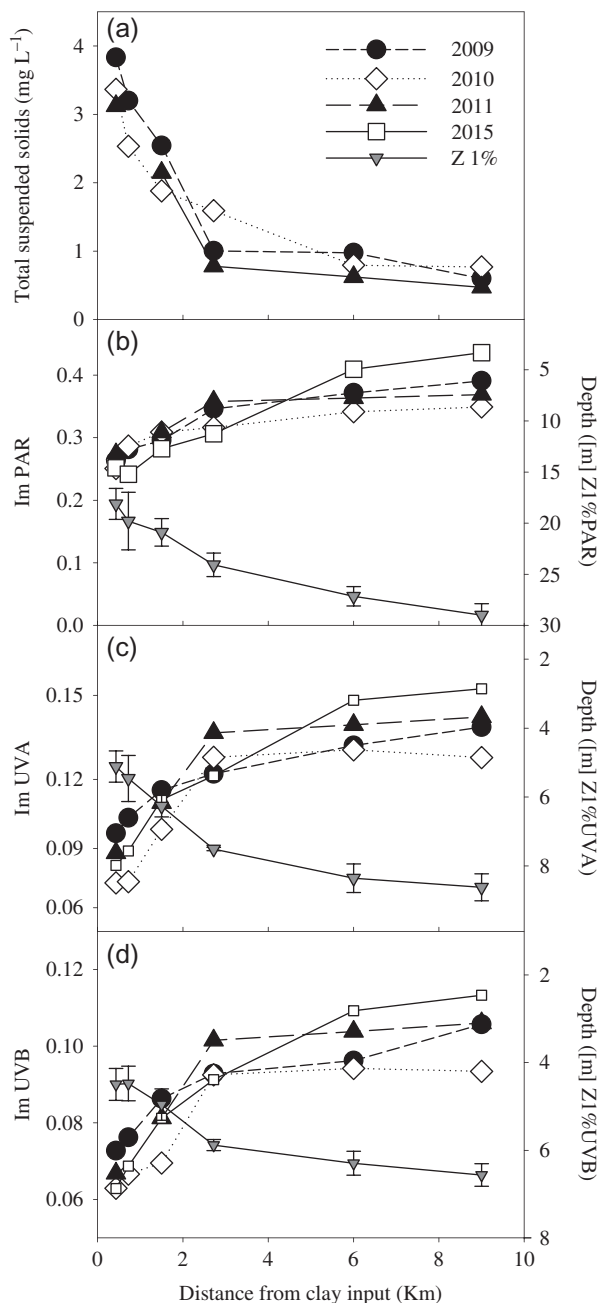 (a)
Total suspended solids (mg L⁻¹)
5
4
3
2
1
0
2009
2010
2011
2015
Z 1%
(b)
Im PAR
0.4
0.3
0.2
0.1
0.0
Depth ([m] Z1%PAR)
5
10
15
20
25
30
(c)
Im UVA
0.15
0.12
0.09
0.06
Depth ([m] Z1%UVA)
2
4
6
8
(d)
Im UVB
0.12
0.10
0.08
0.06
Depth ([m] Z1%UVB)
2
4
6
8
0 2 4 6 8 10
Distance from clay input (Km)